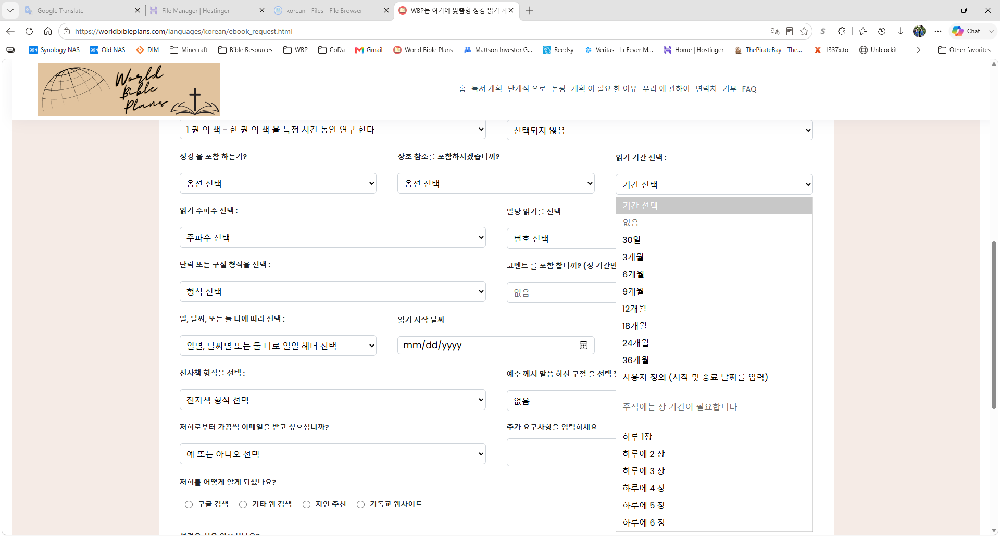 Google Translate
File Manager | Hostinger
korean - Files - File Browser
WBP는 여기에 맞춤형 성경 읽기
https://worldbibleplans.com/languages/korean/ebook_request.html
Chat
Synology NAS
Old NAS
DIM
Minecraft
Bible Resources
WBP
CoDa
Gmail
World Bible Plans
Mattson Investor G...
Reedsy
Veritas - LeFever M...
Home | Hostinger
ThePirateBay - The...
1337x.to
Unblockit
Other favorites
World
Bible
Plans
홈 독서 계획 단계적 으로 논평 계획 이 필요 한 이유 우리 에 관하여 연락처 기부 FAQ
1 권 의 책 - 한 권 의 책 을 특정 시간 동안 연구 한다
선택되지 않음
성경 을 포함 하는가?
상호 참조를 포함하시겠습니까?
읽기 기간 선택 :
옵션 선택
옵션 선택
기간 선택
기간 선택
없음
30일
3개월
6개월
9개월
12개월
18개월
24개월
36개월
사용자 정의 (시작 및 종료 날짜를 입력)
주석에는 장 기간이 필요합니다
하루 1장
하루에 2 장
하루에 3 장
하루에 4 장
하루에 5 장
하루에 6 장
읽기 주파수 선택 :
일당 읽기를 선택
주파수 선택
번호 선택
단락 또는 구절 형식을 선택 :
코멘트 를 포함 합니까? (장 기간만
형식 선택
없음
일, 날짜, 또는 둘 다에 따라 선택 :
읽기 시작 날짜
일별, 날짜별 또는 둘 다로 일일 헤더 선택
mm/dd/yyyy
전자책 형식을 선택 :
예수 께서 말씀 하신 구절 을 선택
전자책 형식 선택
없음
저희로부터 가끔씩 이메일을 받고 싶으십니까?
추가 요구사항을 입력하세요
예 또는 아니오 선택
저희를 어떻게 알게 되셨나요?
구글 검색
기타 웹 검색
지인 추천
기독교 웹사이트